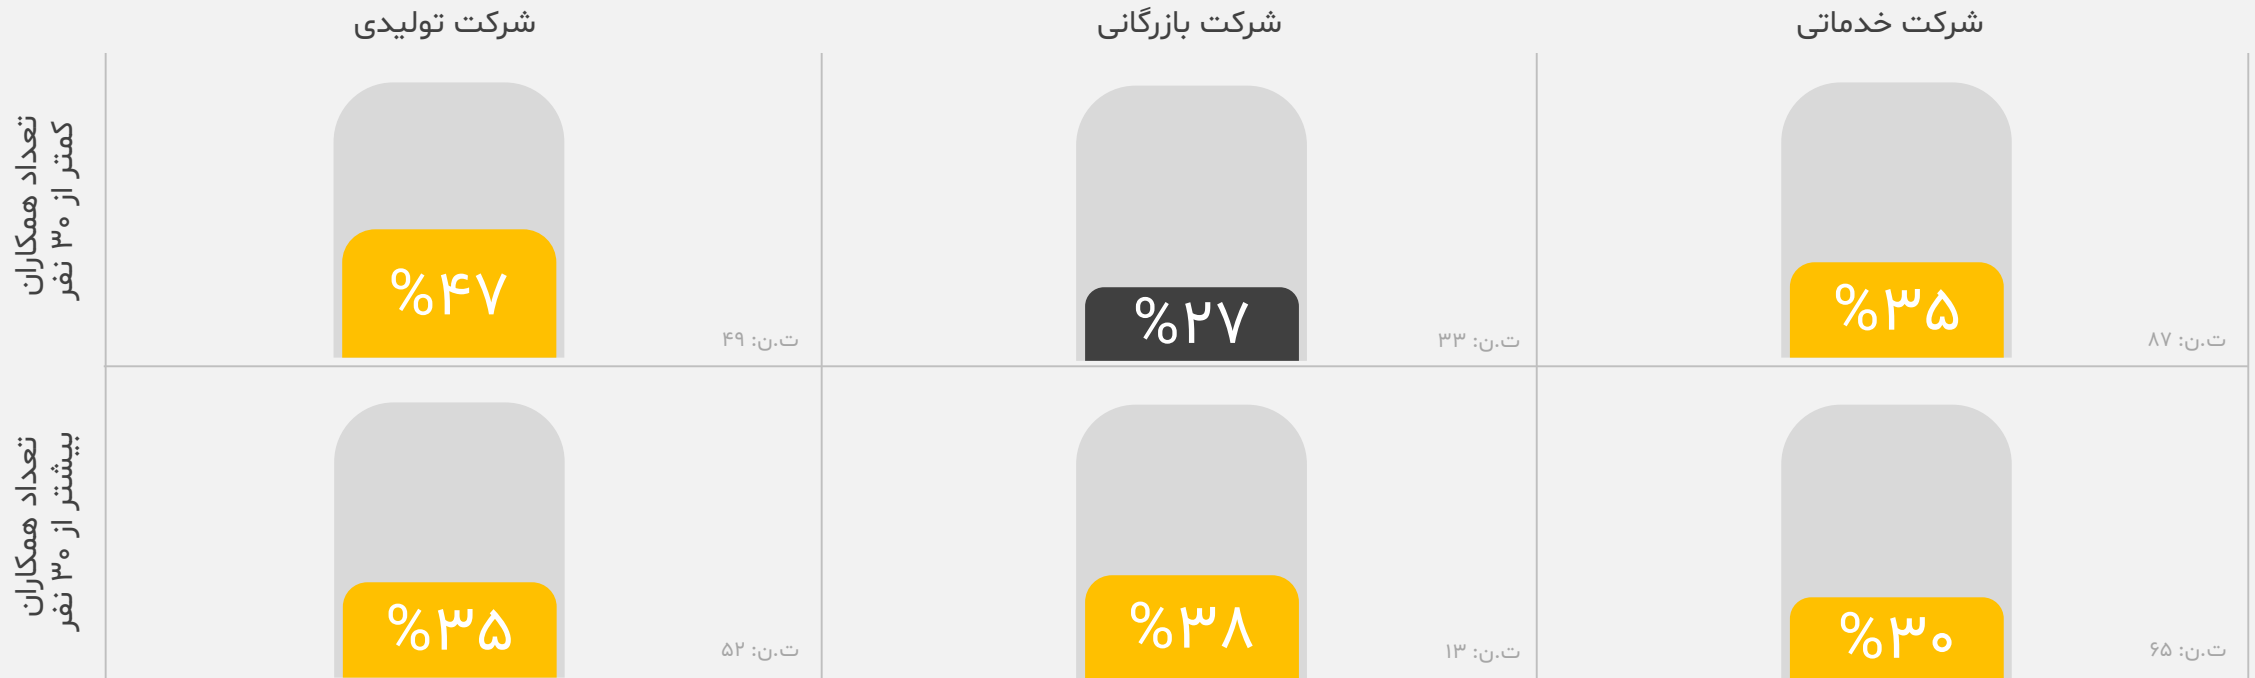 شرکت خدماتی
شرکت بازرگانی
شرکت تولیدی
تعداد همکاران
کمتر از ۳۰ نفر
%۳۵
ت.ن: ۸۷
%۲۷
ت.ن: ۳۳
%۴۷
ت.ن: ۴۹
تعداد همکاران
بیشتر از ۳۰ نفر
%۳۰
ت.ن: ۶۵
%۳۸
ت.ن: ۱۳
%۳۵
ت.ن: ۵۲